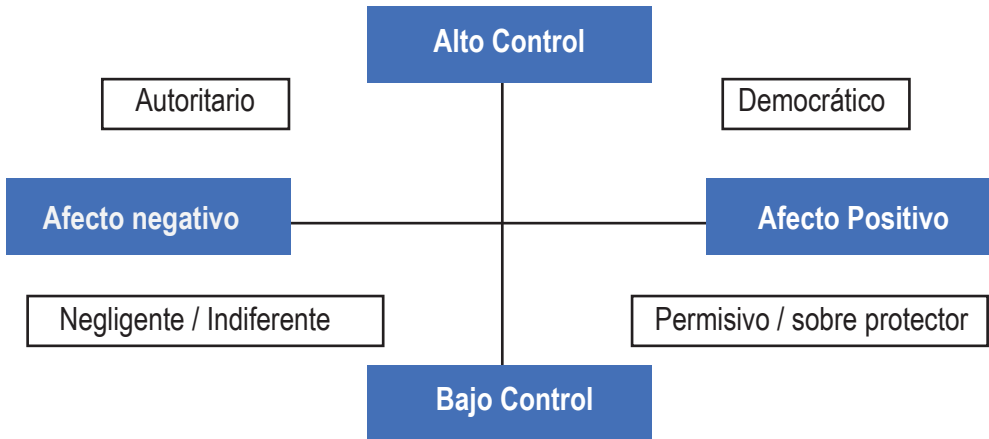 Alto Control
Autoritario
Democrático
Afecto negativo
Afecto Positivo
Negligente / Indiferente
Permisivo / sobre protector
Bajo Control